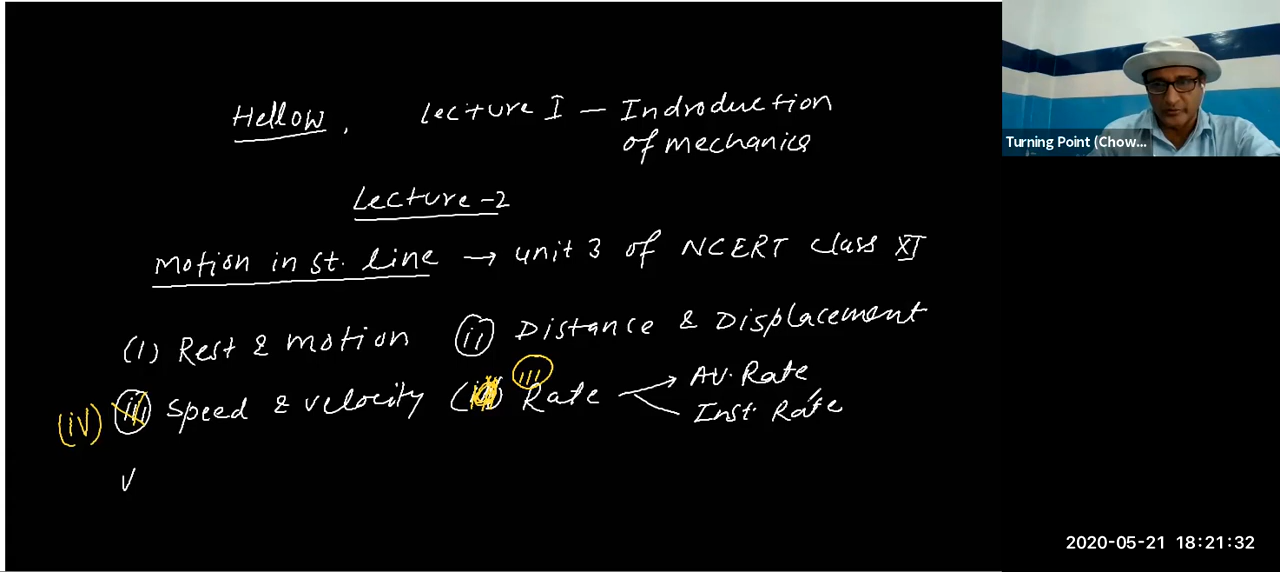 Hellow, Lecture I – Indroduction
of mechanics
Turning Point (Chow...
Lecture-2
Motion in st. line → unit 3 of NCERT class XI
(1) Rest & motion (ii) Distance & Displacement
(iv) (iii) Speed & velocity (iii) Rate Av. Rate
Inst. Rate
V
2020-05-21 18:21:32